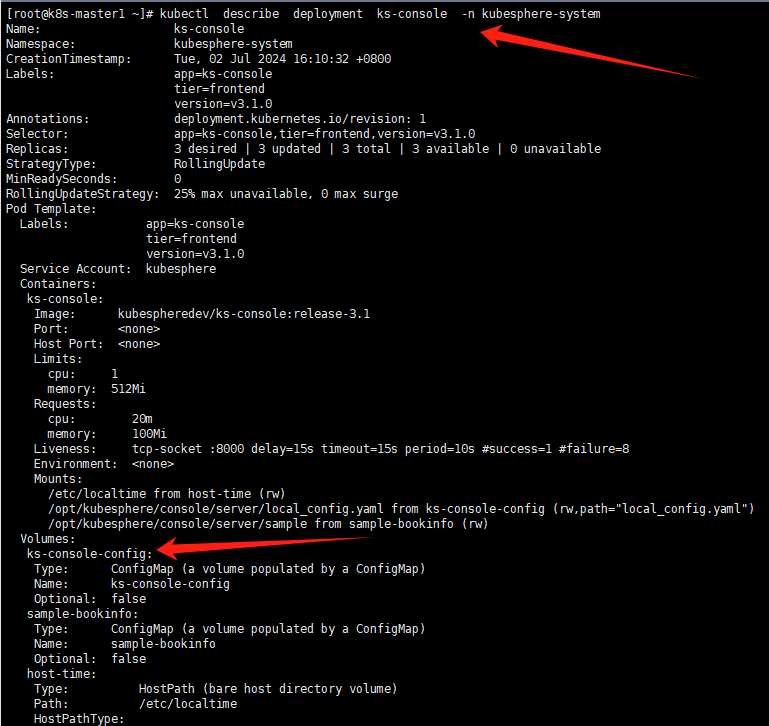 [root@k8s-master1 ~]# kubectl  describe  deployment  ks-console  -n kubesphere-system
Name:                   ks-console
Namespace:              kubesphere-system
CreationTimestamp:      Tue, 02 Jul 2024 16:10:32 +0800
Labels:                 app=ks-console
                        tier=frontend
                        version=v3.1.0
Annotations:            deployment.kubernetes.io/revision: 1
Selector:               app=ks-console,tier=frontend,version=v3.1.0
Replicas:               3 desired | 3 updated | 3 total | 3 available | 0 unavailable
StrategyType:           RollingUpdate
MinReadySeconds:        0
RollingUpdateStrategy:  25% max unavailable, 0 max surge
Pod Template:
  Labels:           app=ks-console
                    tier=frontend
                    version=v3.1.0
  Service Account:  kubesphere
  Containers:
   ks-console:
    Image:      kubespheredev/ks-console:release-3.1
    Port:       <none>
    Host Port:  <none>
    Limits:
      cpu:     1
      memory:  512Mi
    Requests:
      cpu:        20m
      memory:     100Mi
    Liveness:     tcp-socket :8000 delay=15s timeout=15s period=10s #success=1 #failure=8
    Environment:  <none>
    Mounts:
      /etc/localtime from host-time (rw)
      /opt/kubesphere/console/server/local_config.yaml from ks-console-config (rw,path="local_config.yaml")
      /opt/kubesphere/console/server/sample from sample-bookinfo (rw)
  Volumes:
   ks-console-config:
    Type:      ConfigMap (a volume populated by a ConfigMap)
    Name:      ks-console-config
    Optional:  false
   sample-bookinfo:
    Type:      ConfigMap (a volume populated by a ConfigMap)
    Name:      sample-bookinfo
    Optional:  false
   host-time:
    Type:          HostPath (bare host directory volume)
    Path:          /etc/localtime
    HostPathType: